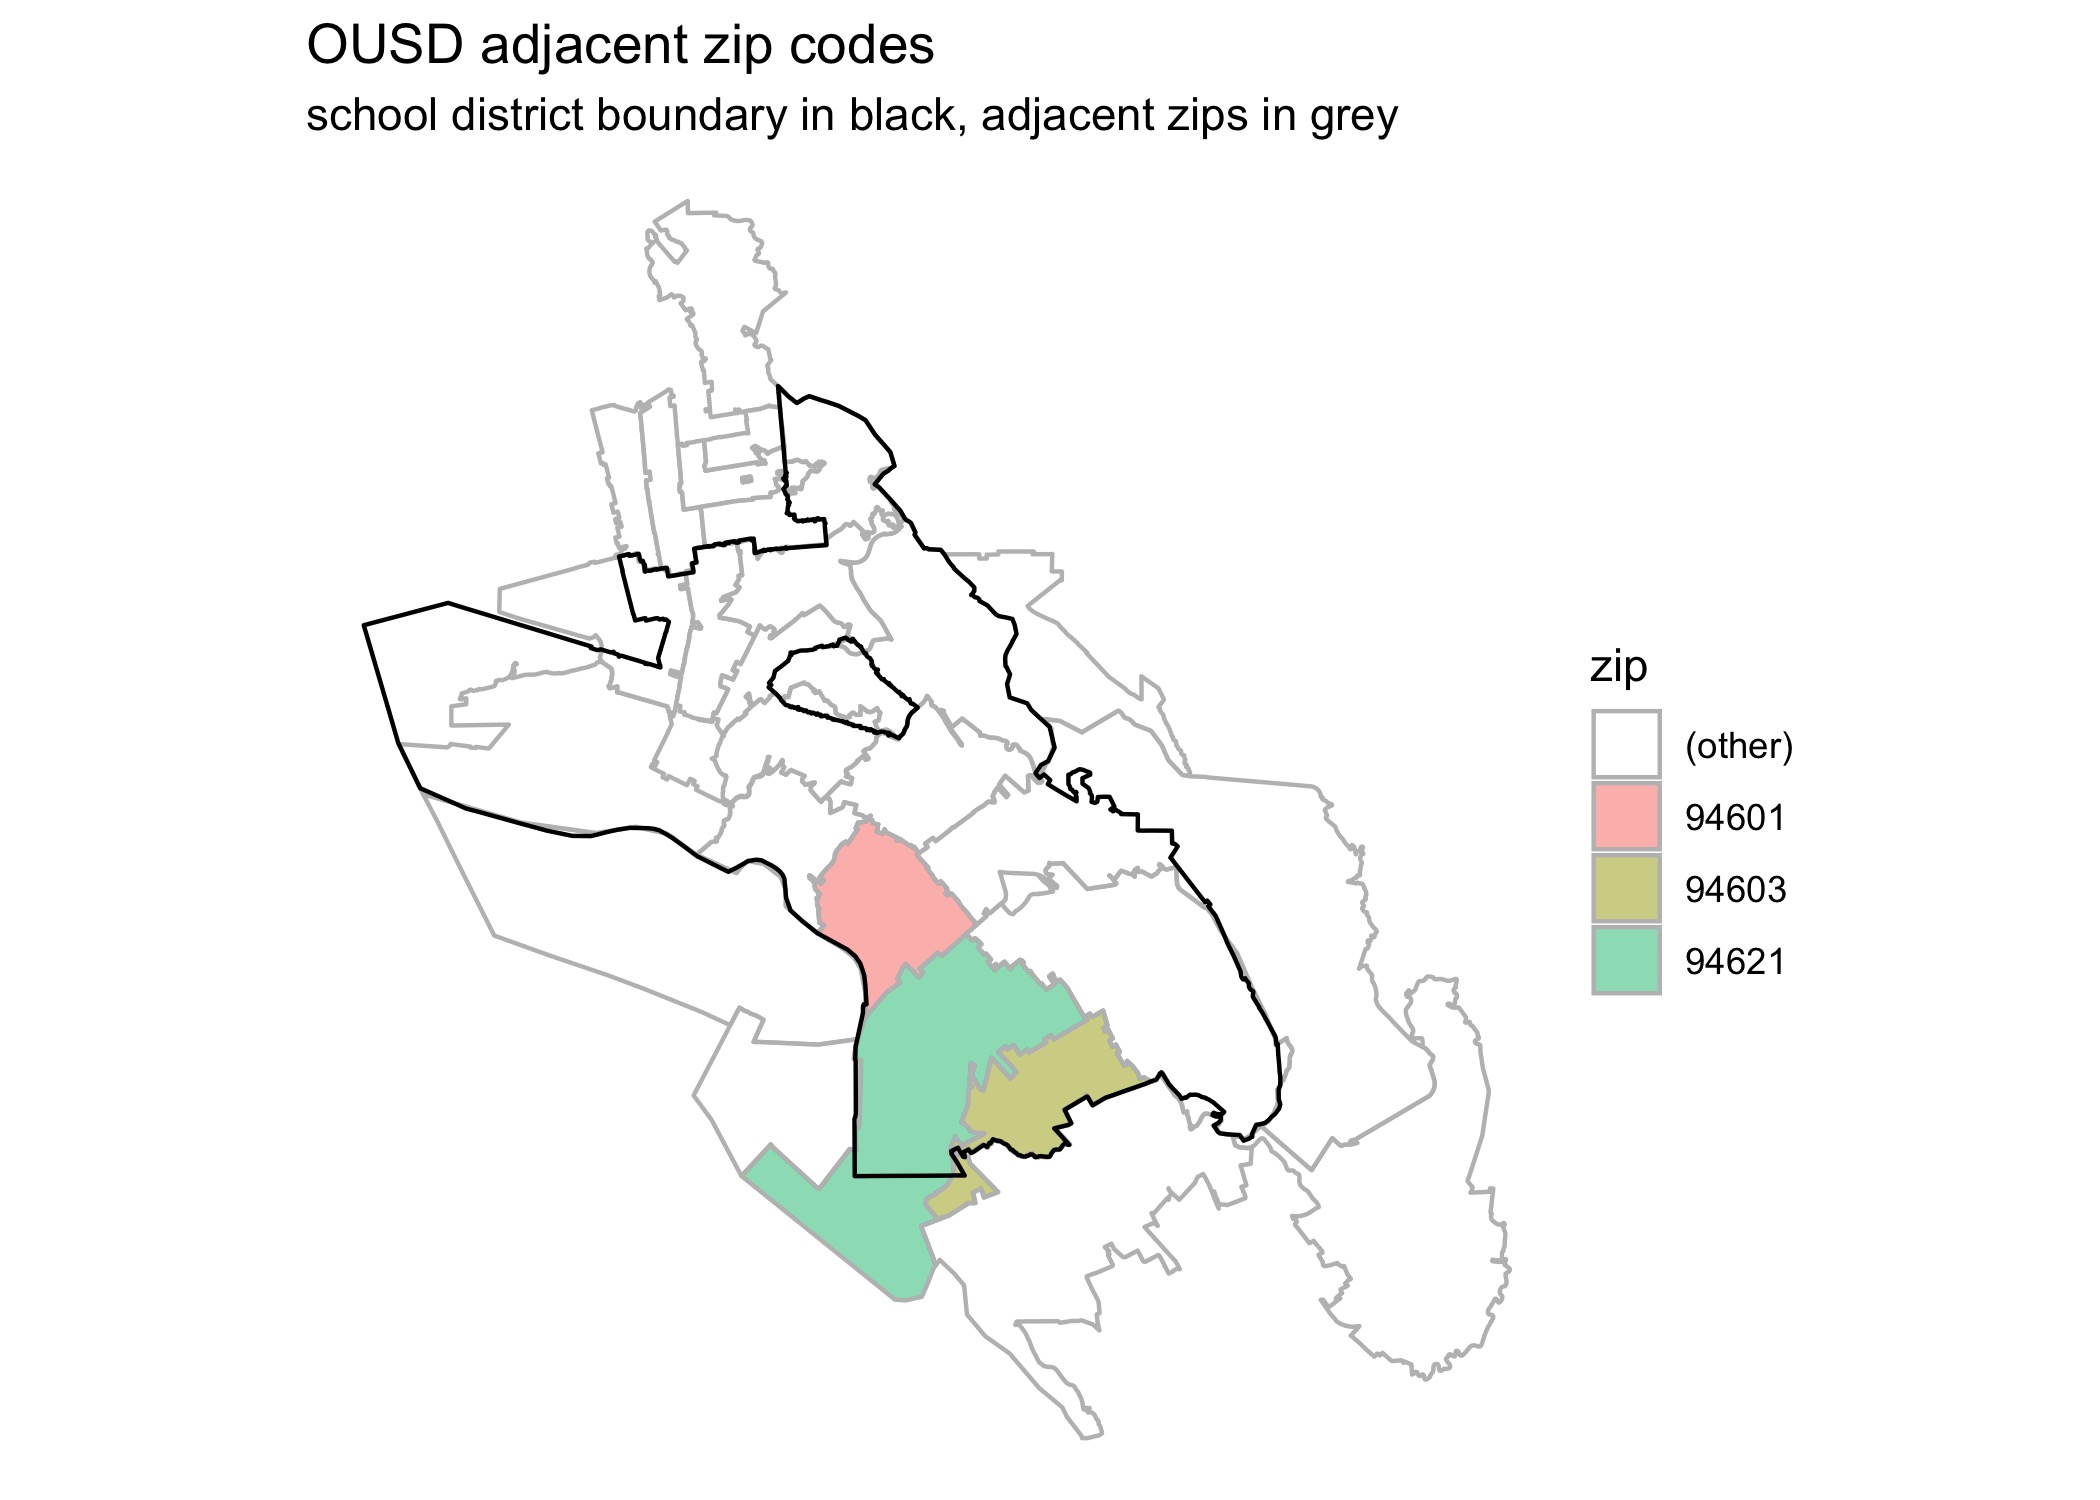 OUSD adjacent zip codes
school district boundary in black, adjacent zips in grey
zip
(other)
94601
94603
94621